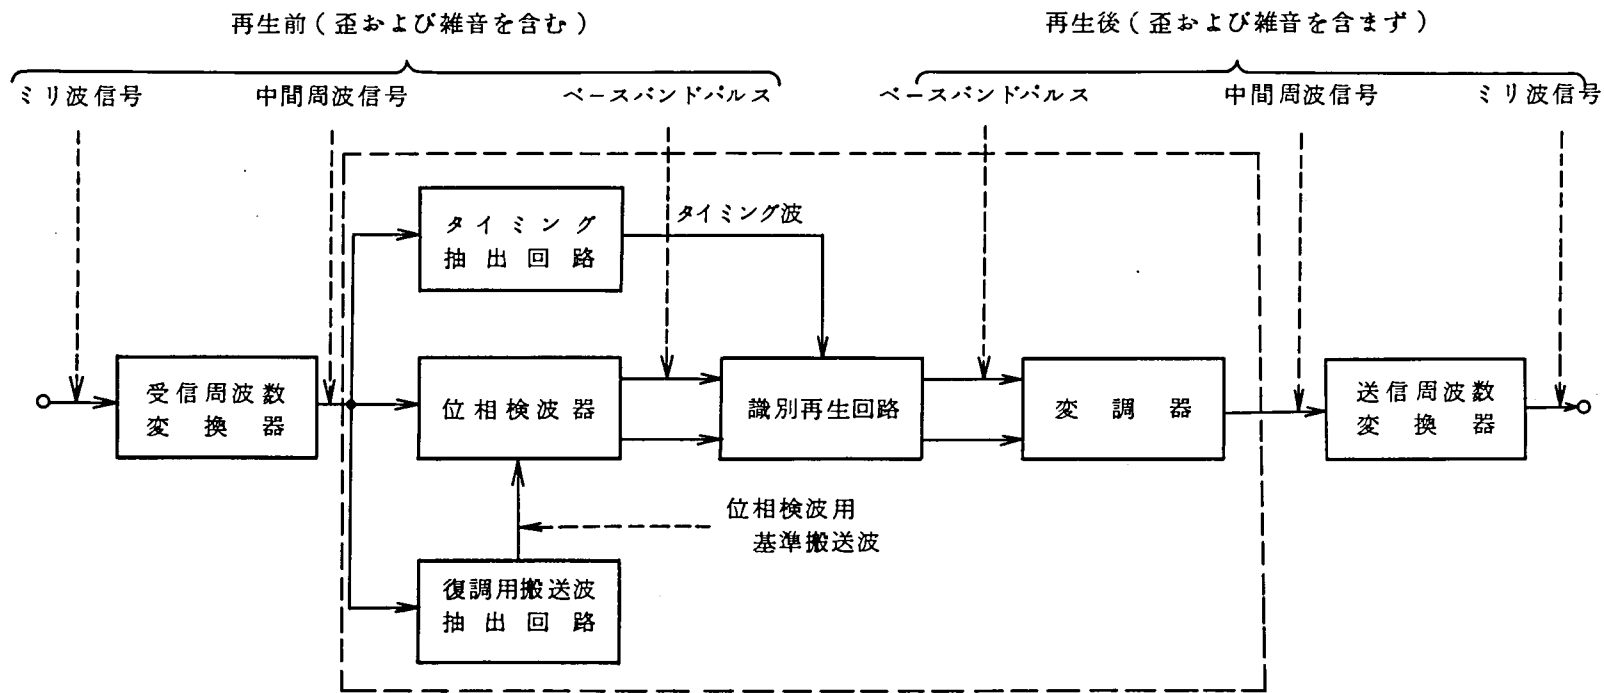 再生前(歪および雑音を含む)
再生後(歪および雑音を含まず)
ミリ波信号
中間周波信号
ベースバンドパルス
ベースバンドパルス
中間周波信号
ミリ波信号
タイミング
抽出回路
タイミング波
受信周波数
変換器
位相検波器
識別再生回路
変調器
送信周波数
変換器
位相検波用
基準搬送波
復調用搬送波
抽出回路